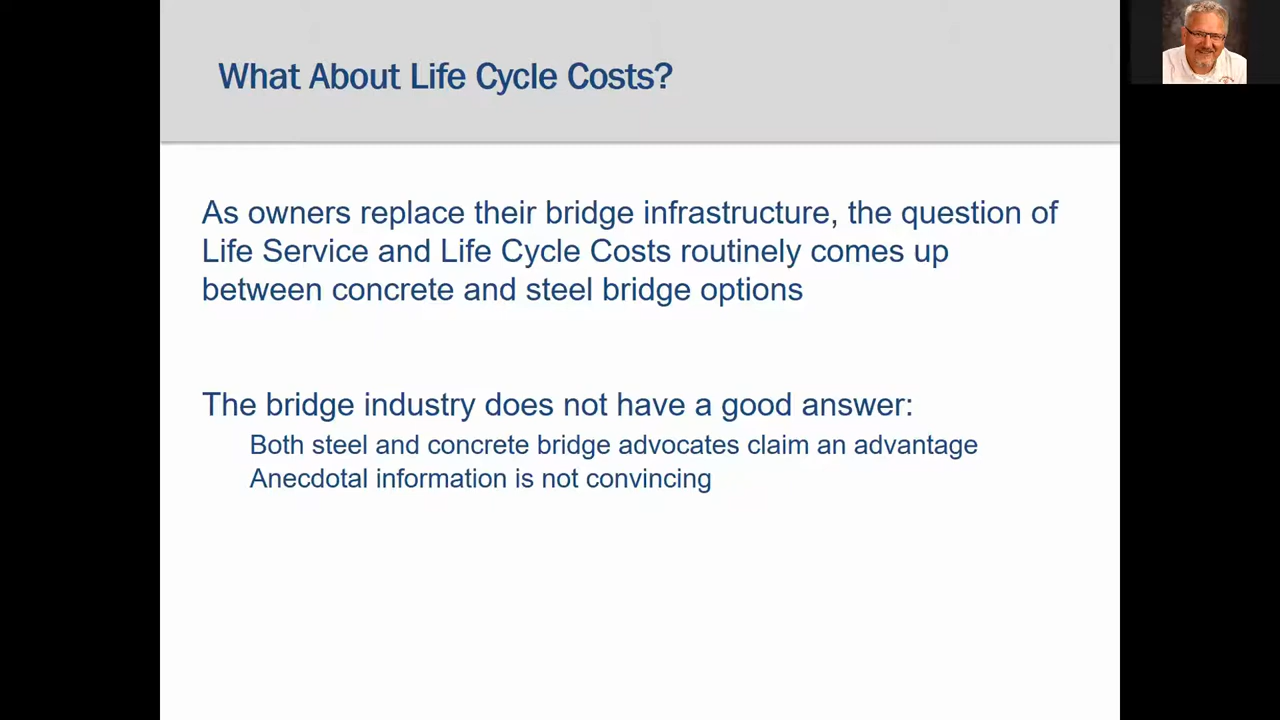 What About Life Cycle Costs?
As owners replace their bridge infrastructure, the question of
Life Service and Life Cycle Costs routinely comes up
between concrete and steel bridge options
The bridge industry does not have a good answer:
Both steel and concrete bridge advocates claim an advantage
Anecdotal information is not convincing